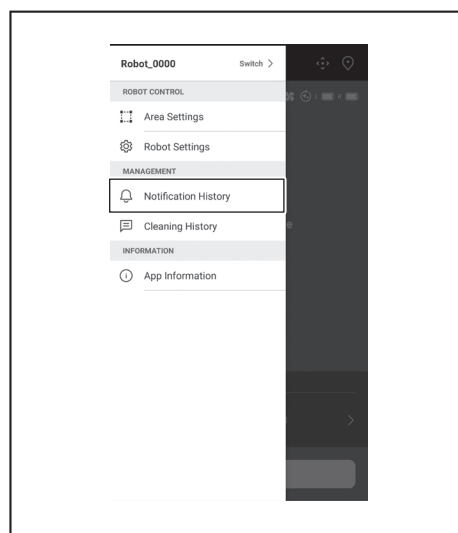 Robot_0000 Switch >
ROBOT CONTROL
Area Settings
Robot Settings
MANAGEMENT
Notification History
Cleaning History
INFORMATION
App Information